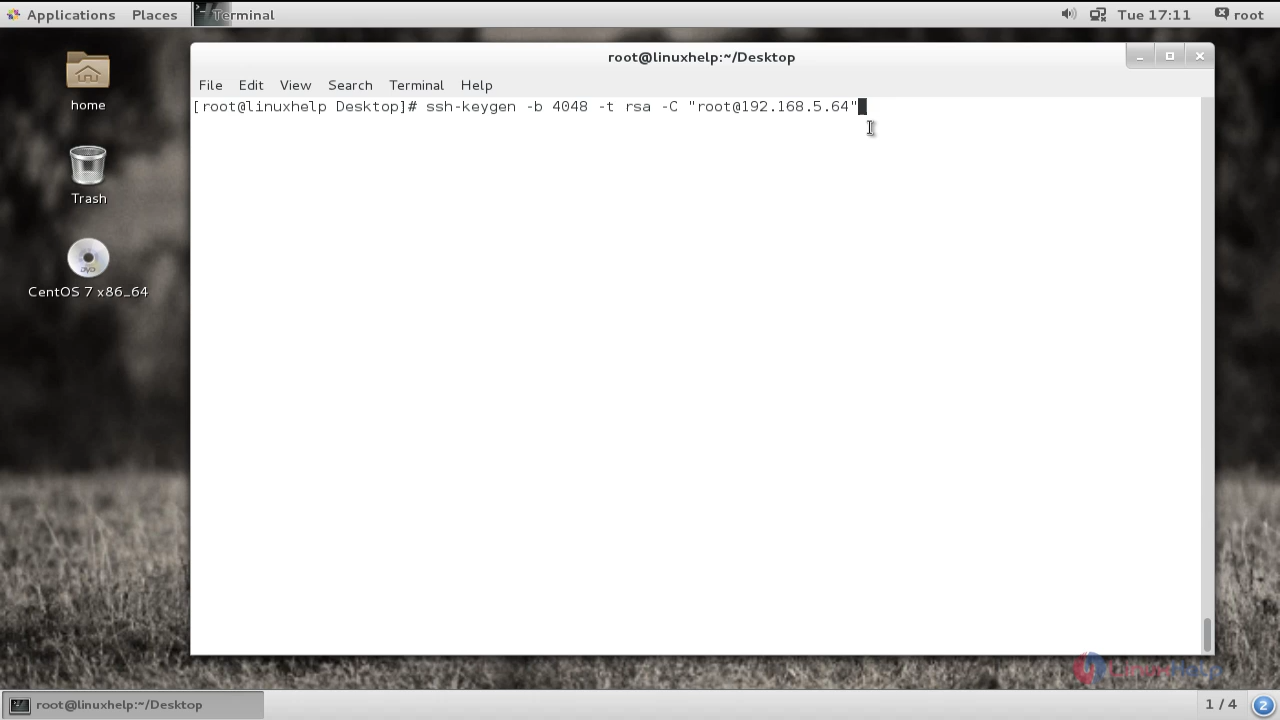 Applications Places Terminal Tue 17:11 root
root@linuxhelp:~/Desktop
File Edit View Search Terminal Help
[root@linuxhelp Desktop]# ssh-keygen -b 4048 -t rsa -C "root@192.168.5.64"
home
Trash
DVD
CentOS 7 x86_64
LinuxHelp
root@linuxhelp:~/Desktop 1 / 4 2